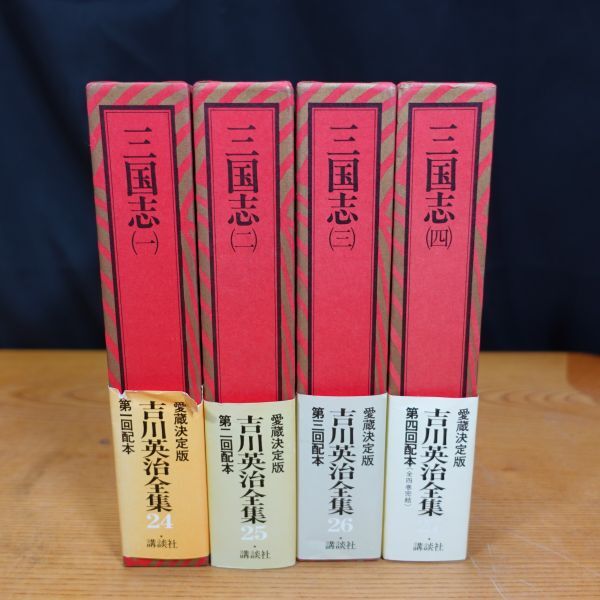 三国志(一)
愛蔵決定版
吉川英治全集 24
第一回配本
講談社
三国志(二)
愛蔵決定版
吉川英治全集 25
第二回配本
講談社
三国志(三)
愛蔵決定版
吉川英治全集 26
第三回配本
講談社
三国志(四)
愛蔵決定版
吉川英治全集
第四回配本(全四巻完結)
講談社